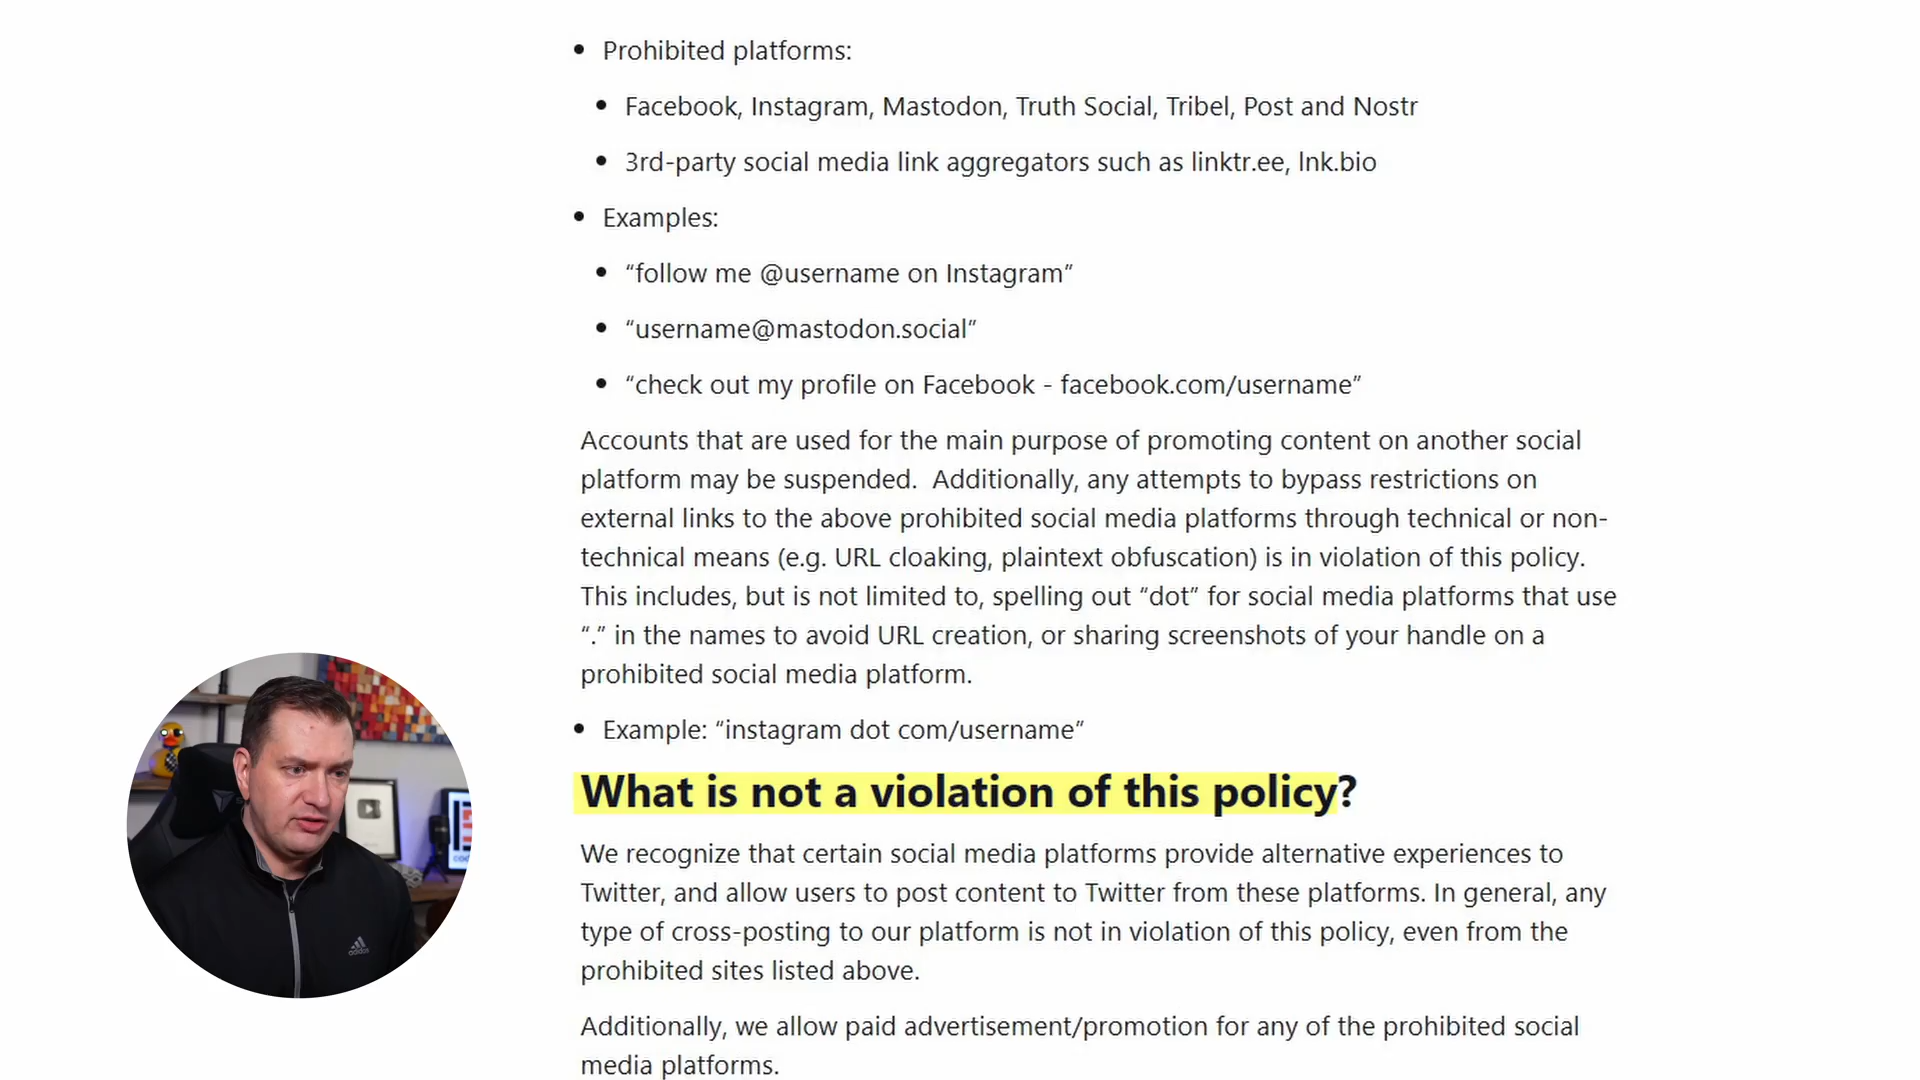 Prohibited platforms:
Facebook, Instagram, Mastodon, Truth Social, Tribel, Post and Nostr
3rd-party social media link aggregators such as linktr.ee, lnk.bio
Examples:
“follow me @username on Instagram”
“username@mastodon.social”
“check out my profile on Facebook - facebook.com/username”
Accounts that are used for the main purpose of promoting content on another social
platform may be suspended.  Additionally, any attempts to bypass restrictions on
external links to the above prohibited social media platforms through technical or non-
technical means (e.g. URL cloaking, plaintext obfuscation) is in violation of this policy.
This includes, but is not limited to, spelling out “dot” for social media platforms that use
“.” in the names to avoid URL creation, or sharing screenshots of your handle on a
prohibited social media platform.
Example: “instagram dot com/username”
What is not a violation of this policy?
We recognize that certain social media platforms provide alternative experiences to
Twitter, and allow users to post content to Twitter from these platforms. In general, any
type of cross-posting to our platform is not in violation of this policy, even from the
prohibited sites listed above.
Additionally, we allow paid advertisement/promotion for any of the prohibited social
media platforms.
adidas